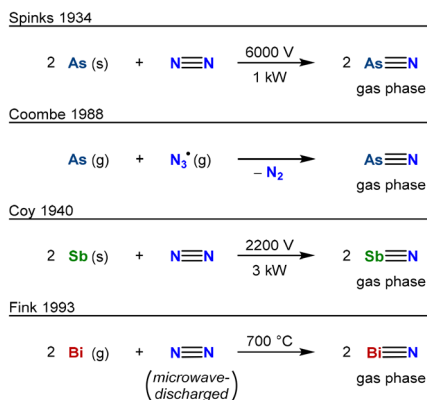 Spinks 1934
2 As (s) + N≡N 6000 V 2 As≡N
1 kW gas phase
Coombe 1988
As (g) + N₃• (g) – N₂ As≡N
gas phase
Coy 1940
2 Sb (s) + N≡N 2200 V 2 Sb≡N
3 kW gas phase
Fink 1993
2 Bi (g) + N≡N 700 °C 2 Bi≡N
(microwave- gas phase
discharged)